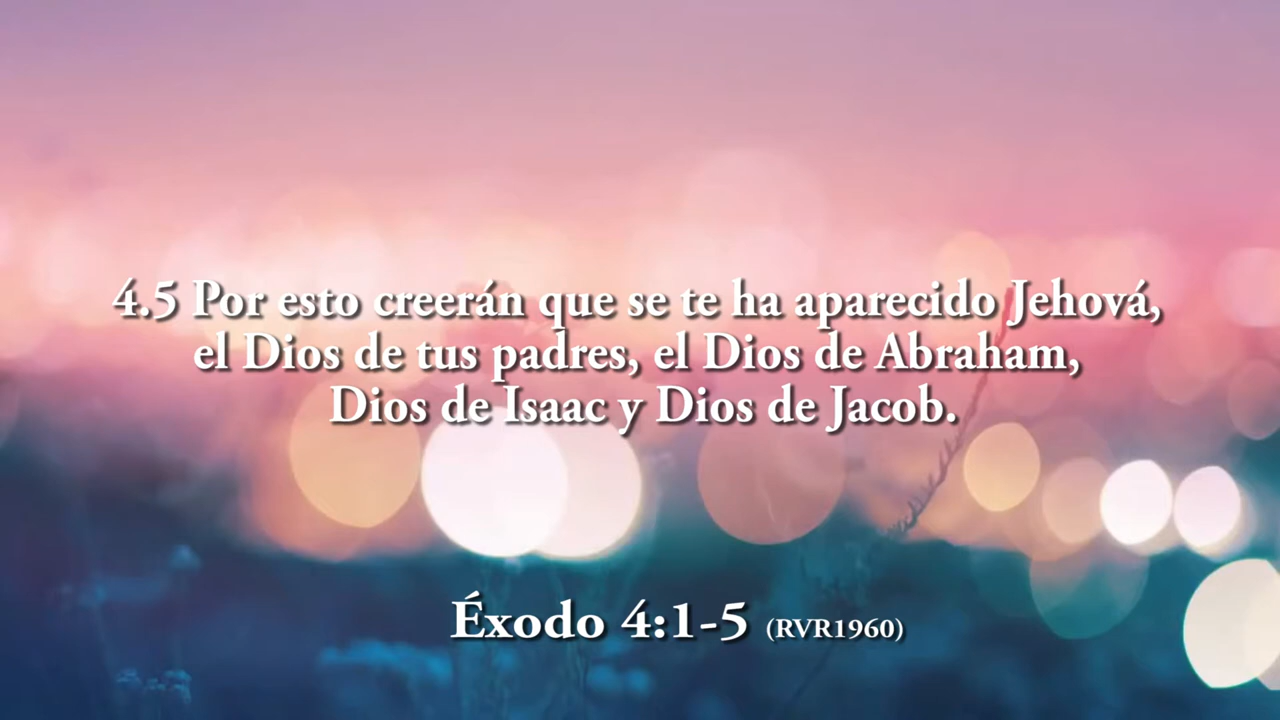 4.5 Por esto creerán que se te ha aparecido Jehová,
el Dios de tus padres, el Dios de Abraham,
Dios de Isaac y Dios de Jacob.
Éxodo 4:1-5 (RVR1960)